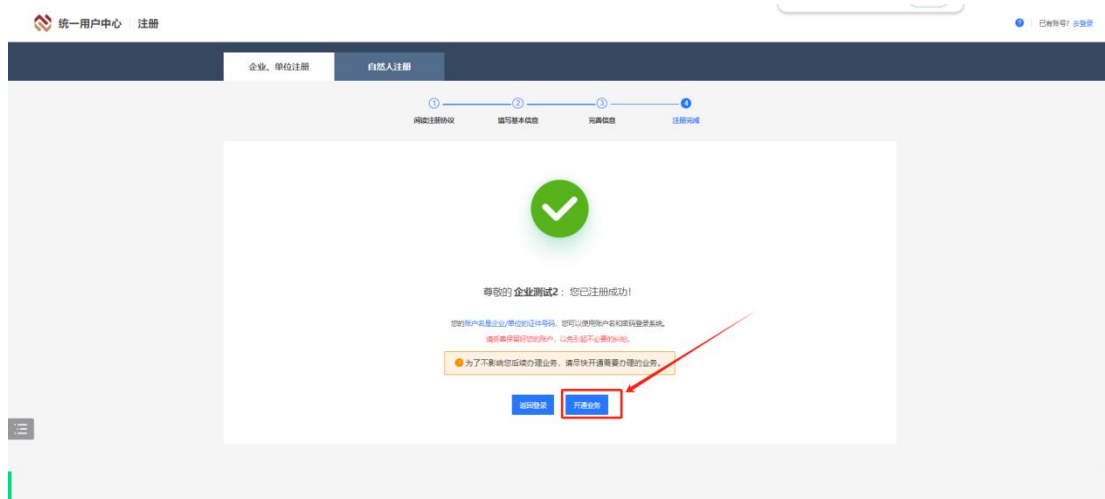 统一用户中心 注册
已有账号? 去登录
企业、单位注册 自然人注册
1 2 3 4
阅读注册协议 填写基本信息 完善信息 注册完成
尊敬的 企业测试2 : 您已注册成功!
您的账户名是企业/单位的证件号码, 您可以使用账户名和密码登录系统。
请妥善保管好您的账户, 以免引起不必要的纠纷。
为了不影响您后续办理业务, 请尽快开通需要办理的业务。
返回登录 开通业务